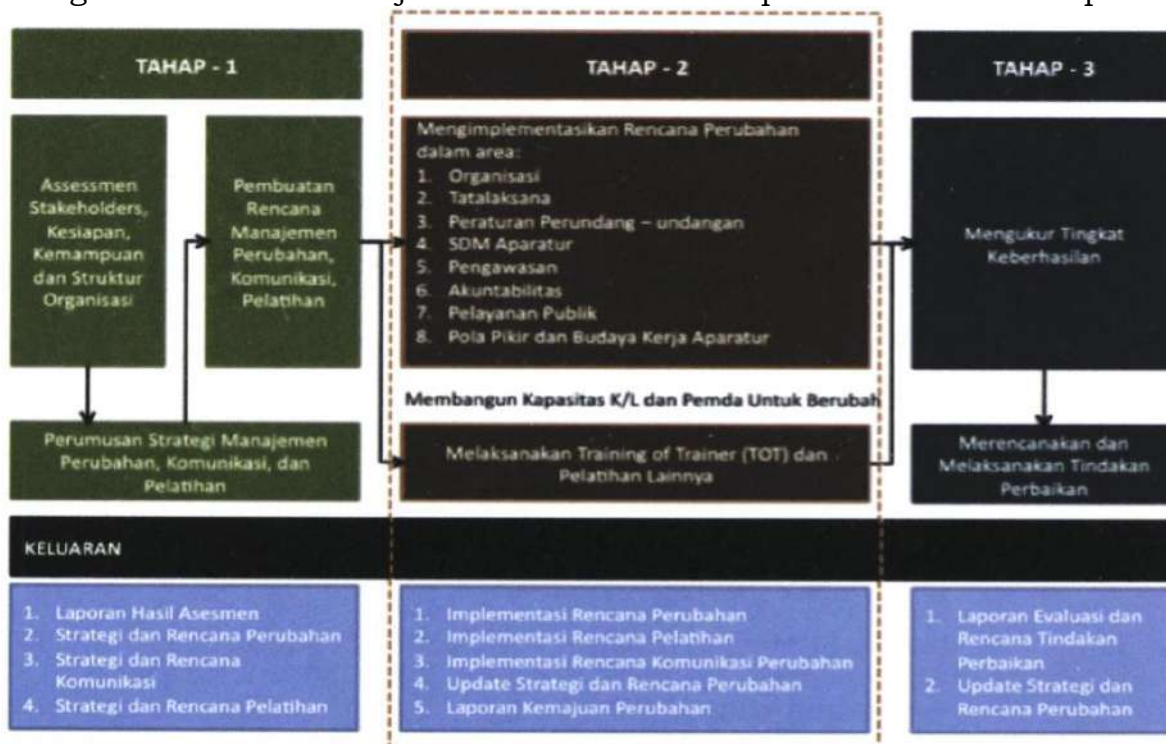 TAHAP - 1
Assessmen
Stakeholders,
Kesiapan,
Kemampuan
dan Struktur
Organisasi
Pembuatan
Rencana
Manajemen
Perubahan,
Komunikasi,
Pelatihan
Perumusan Strategi Manajemen
Perubahan, Komunikasi, dan
Pelatihan
TAHAP - 2
Mengimplementasikan Rencana Perubahan
dalam area:
1. Organisasi
2. Tatalaksana
3. Peraturan Perundang – undangan
4. SDM Aparatur
5. Pengawasan
6. Akuntabilitas
7. Pelayanan Publik
8. Pola Pikir dan Budaya Kerja Aparatur
Membangun Kapasitas K/L dan Pemda Untuk Berubah
Melaksanakan Training of Trainer (TOT) dan
Pelatihan Lainnya
TAHAP - 3
Mengukur Tingkat
Keberhasilan
Merencanakan dan
Melaksanakan Tindakan
Perbaikan
KELUARAN
1. Laporan Hasil Asesmen
2. Strategi dan Rencana Perubahan
3. Strategi dan Rencana
Komunikasi
4. Strategi dan Rencana Pelatihan
1. Implementasi Rencana Perubahan
2. Implementasi Rencana Pelatihan
3. Implementasi Rencana Komunikasi Perubahan
4. Update Strategi dan Rencana Perubahan
5. Laporan Kemajuan Perubahan
1. Laporan Evaluasi dan
Rencana Tindakan
Perbaikan
2. Update Strategi dan
Rencana Perubahan